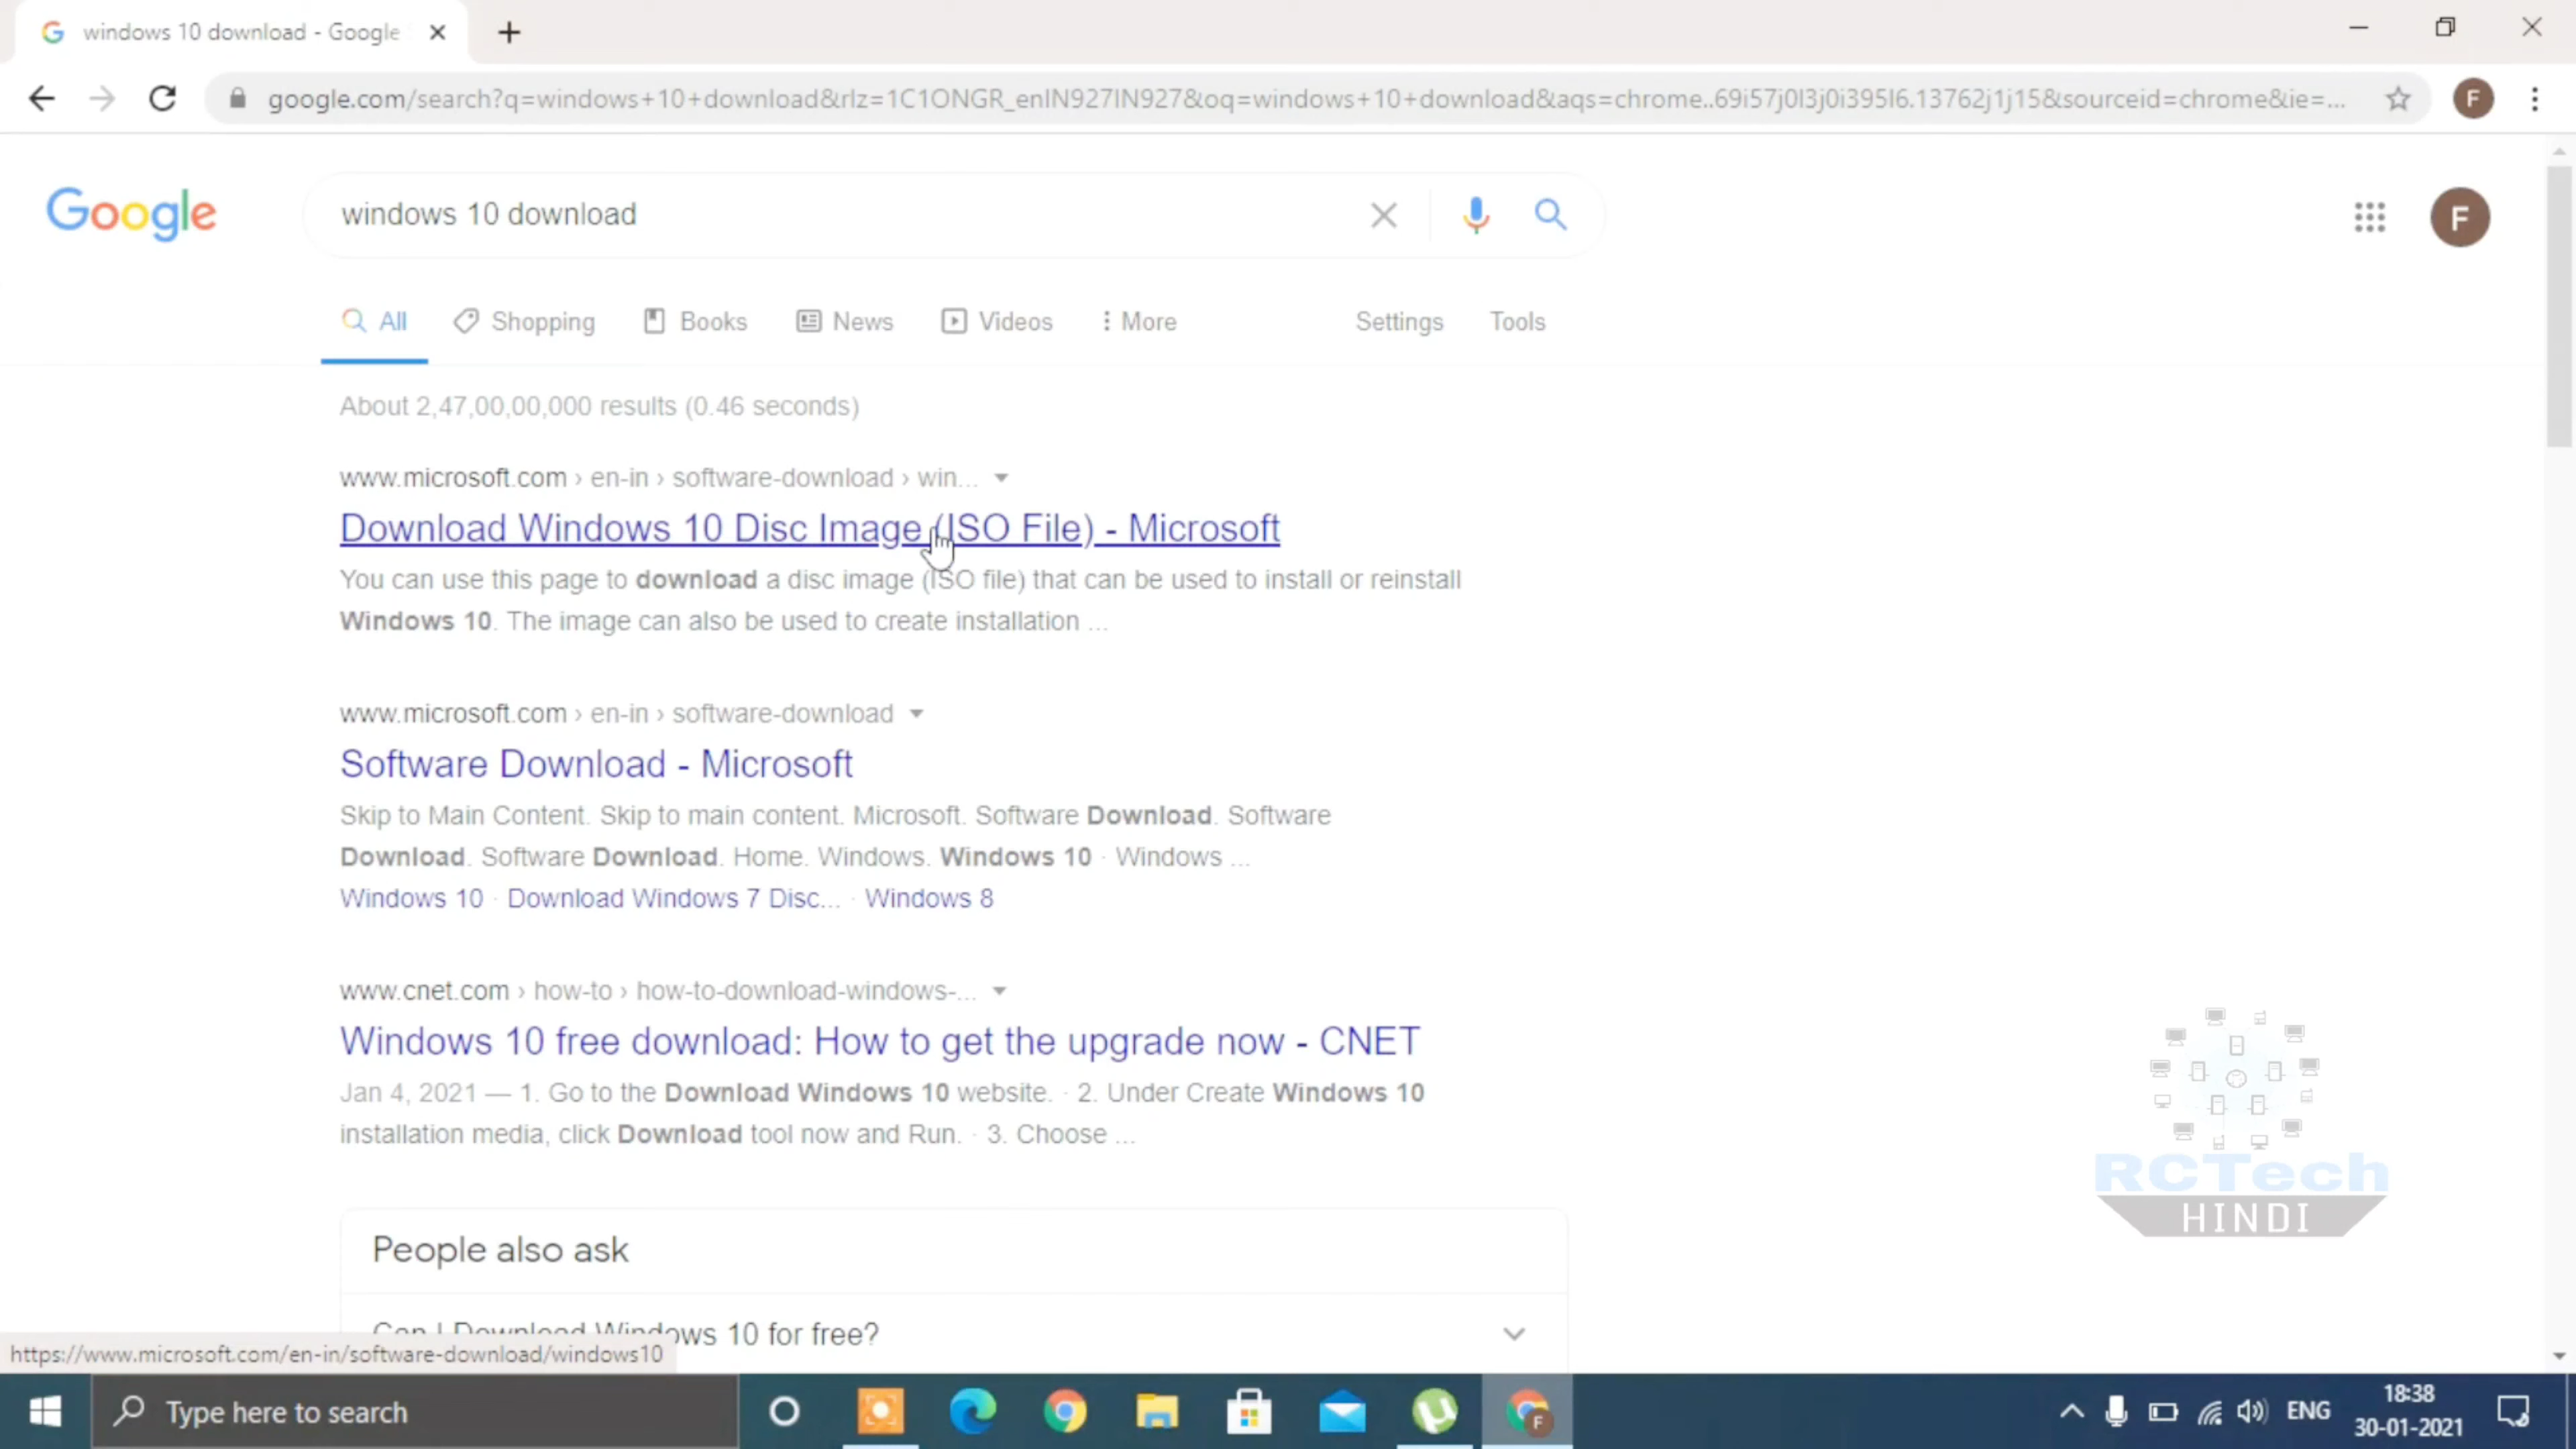 windows 10 download - Google
google.com/search?q=windows+10+download&rlz=1C1ONGR_enIN927IN927&oq=windows+10+download&aqs=chrome..69i57j0l3j0i395l6.13762j1j15&sourceid=chrome&ie=...
F
Google
windows 10 download
F
All Shopping Books News Videos More Settings Tools
About 2,47,00,00,000 results (0.46 seconds)
www.microsoft.com › en-in › software-download › win...
Download Windows 10 Disc Image (ISO File) - Microsoft
You can use this page to download a disc image (ISO file) that can be used to install or reinstall
Windows 10. The image can also be used to create installation ...
www.microsoft.com › en-in › software-download
Software Download - Microsoft
Skip to Main Content. Skip to main content. Microsoft. Software Download. Software
Download. Software Download. Home. Windows. Windows 10 · Windows ...
Windows 10 · Download Windows 7 Disc... · Windows 8
www.cnet.com › how-to › how-to-download-windows-...
Windows 10 free download: How to get the upgrade now - CNET
Jan 4, 2021 — 1. Go to the Download Windows 10 website. · 2. Under Create Windows 10
installation media, click Download tool now and Run. · 3. Choose ...
RCTech
HINDI
People also ask
Can I Download Windows 10 for free?
https://www.microsoft.com/en-in/software-download/windows10
Type here to search
F
ENG
18:38
30-01-2021